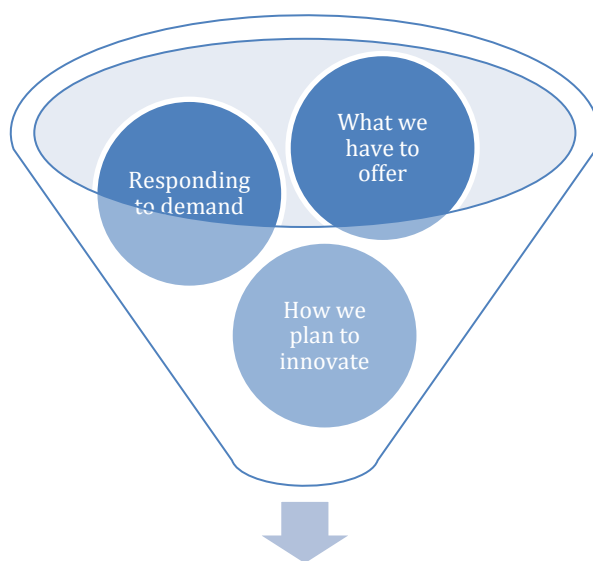 What we
have to
offer
Responding
to demand
How we
plan to
innovate